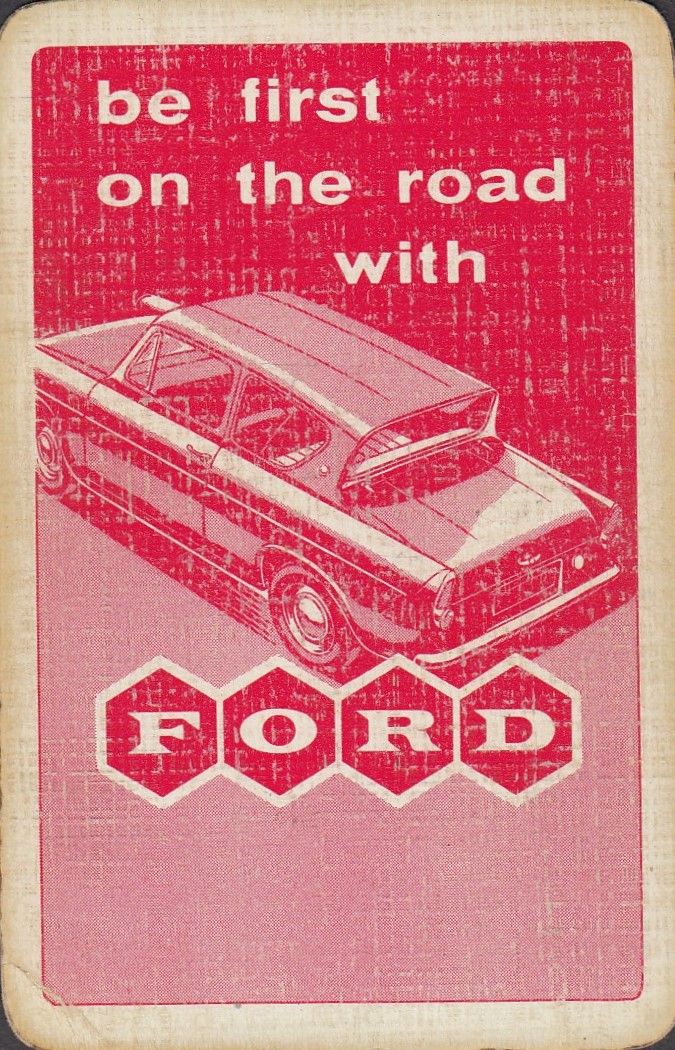 be first
on the road
with
FORD